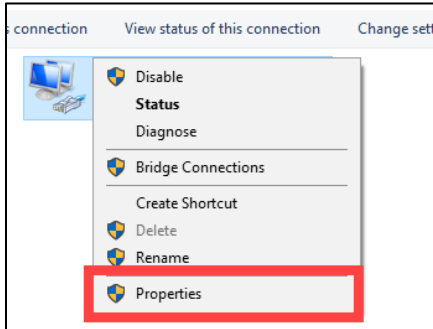 connection View status of this connection Change sett
Disable
Status
Diagnose
Bridge Connections
Create Shortcut
Delete
Rename
Properties